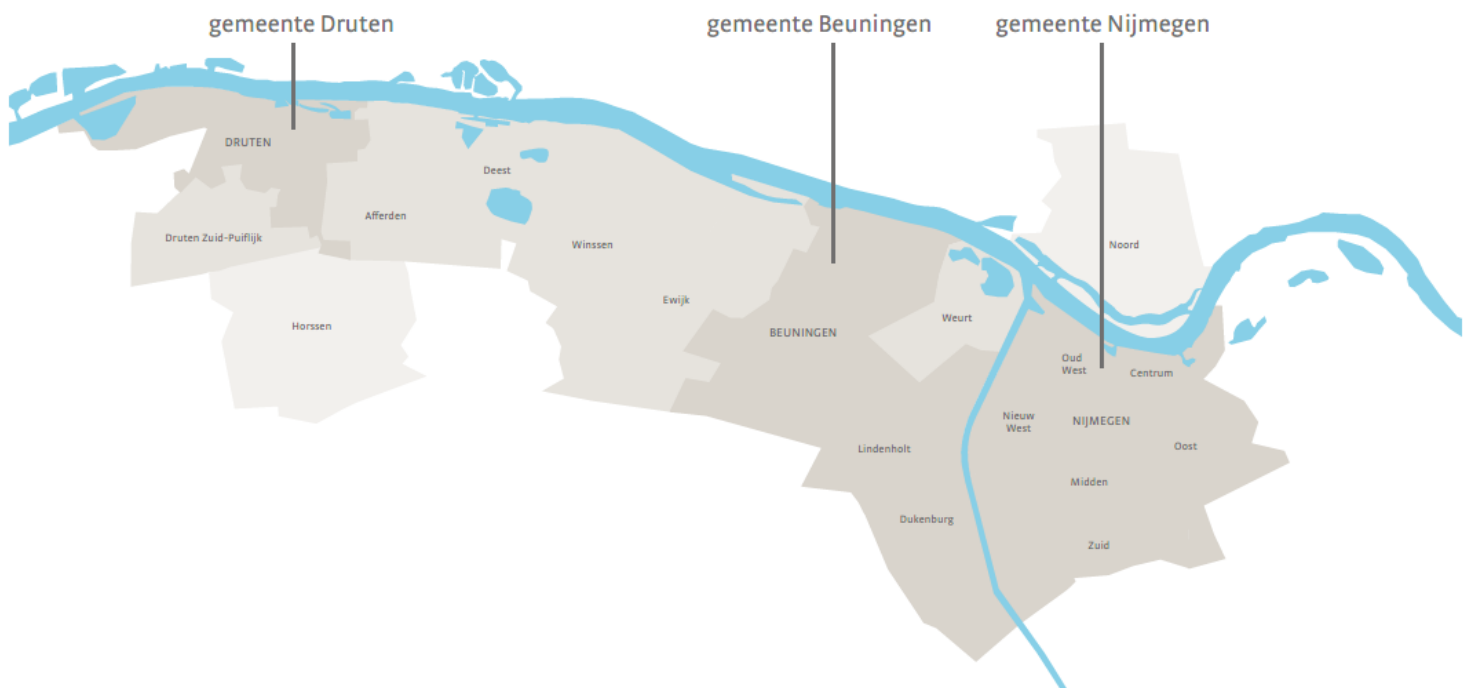 gemeente Druten
gemeente Beuningen
gemeente Nijmegen
DRUTEN
Deest
Afferden
Druten Zuid-Puiflijk
Winssen
Noord
Ewijk
Horssen
Weurt
BEUNINGEN
Oud
West
Centrum
Nieuw
West
NIJMEGEN
Oost
Lindenholt
Midden
Dukenburg
Zuid